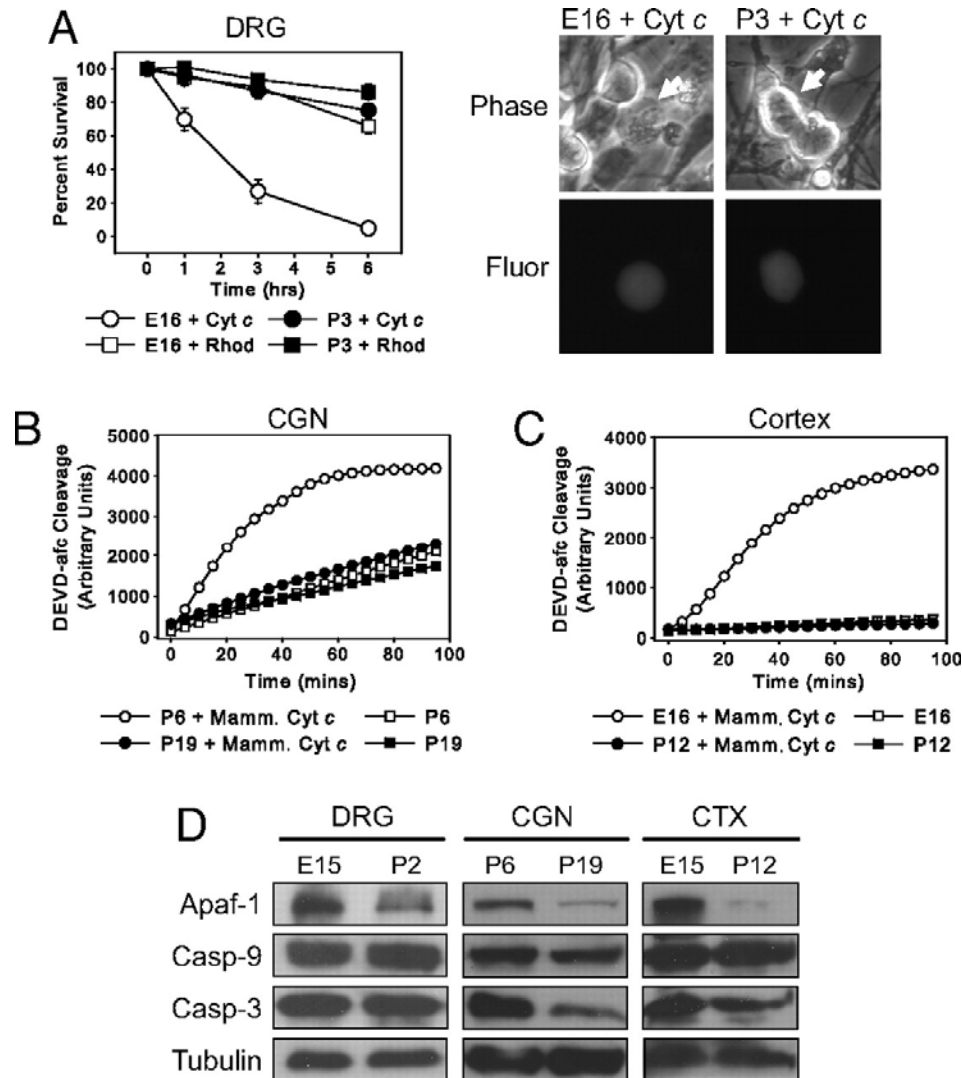 A
DRG
Percent Survival
100
80
60
40
20
0
0 1 2 3 4 5 6
Time (hrs)
E16 + Cyt c P3 + Cyt c
E16 + Rhod P3 + Rhod
E16 + Cyt c P3 + Cyt c
Phase
Fluor
B
CGN
DEVD-afc Cleavage
(Arbitrary Units)
5000
4000
3000
2000
1000
0
0 20 40 60 80 100
Time (mins)
P6 + Mamm. Cyt c P6
P19 + Mamm. Cyt c P19
C
Cortex
DEVD-afc Cleavage
(Arbitrary Units)
4000
3000
2000
1000
0
0 20 40 60 80 100
Time (mins)
E16 + Mamm. Cyt c E16
P12 + Mamm. Cyt c P12
D
DRG CGN CTX
E15 P2 P6 P19 E15 P12
Apaf-1
Casp-9
Casp-3
Tubulin